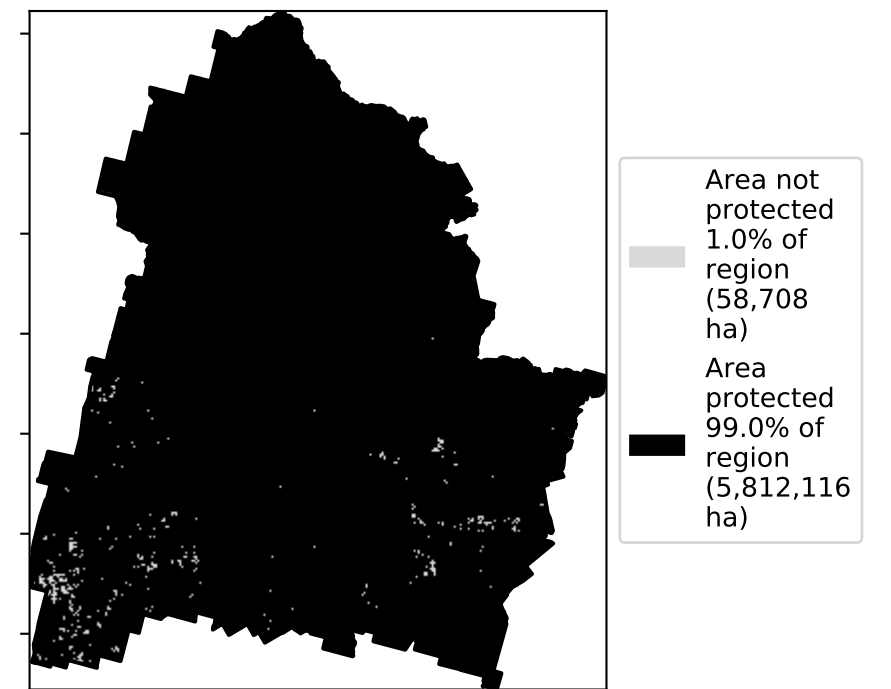 Area not
protected
1.0% of
region
(58,708
ha)
Area
protected
99.0% of
region
(5,812,116
ha)